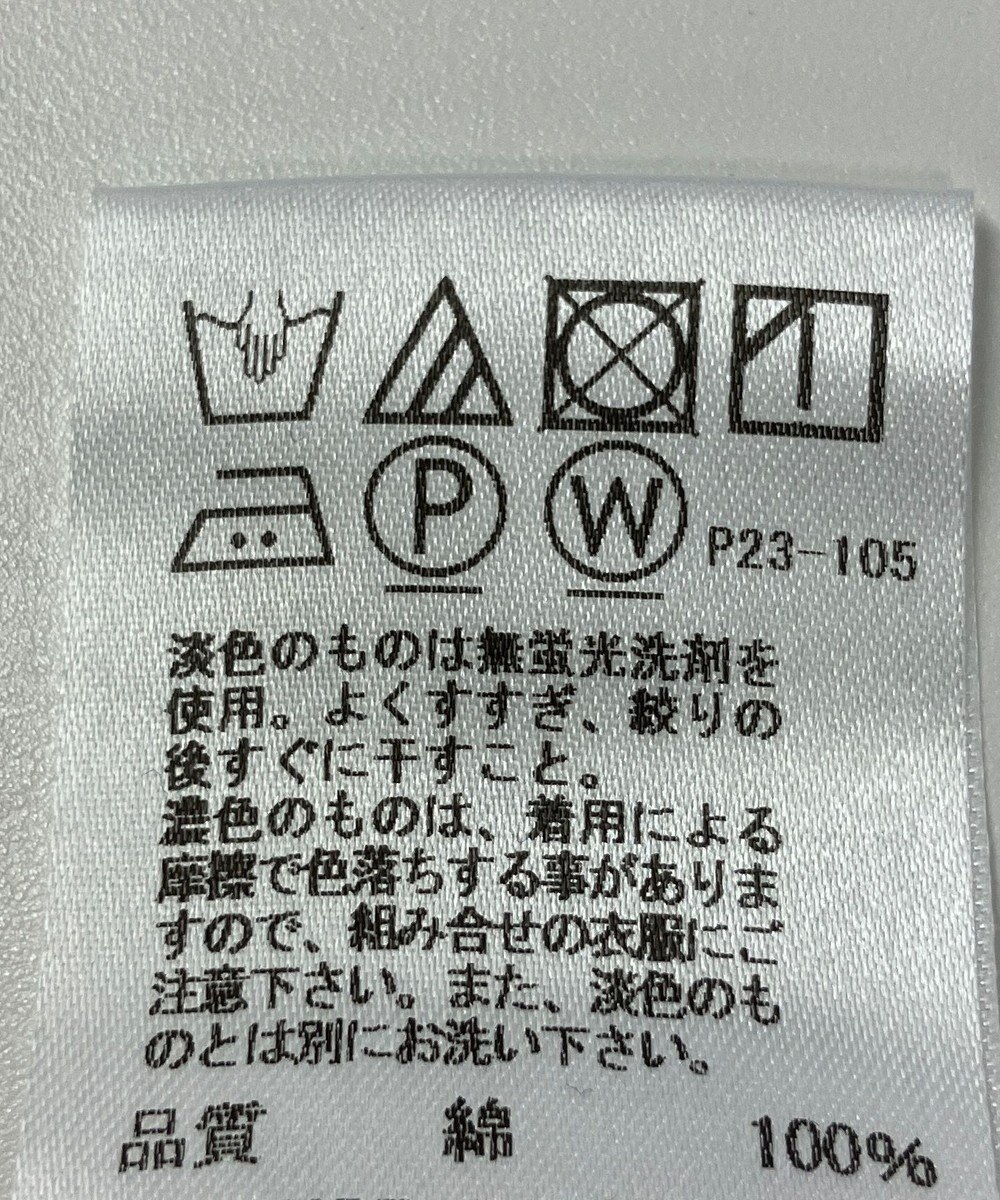 P
W
P23-105
淡色のものは無蛍光洗剤を
使用。よくすすぎ、絞りの
後すぐに干すこと。
濃色のものは、着用による
摩擦で色落ちする事がありま
すので、組み合せの衣服にご
注意下さい。また、淡色のも
のとは別にお洗い下さい。
品質 綿 100%